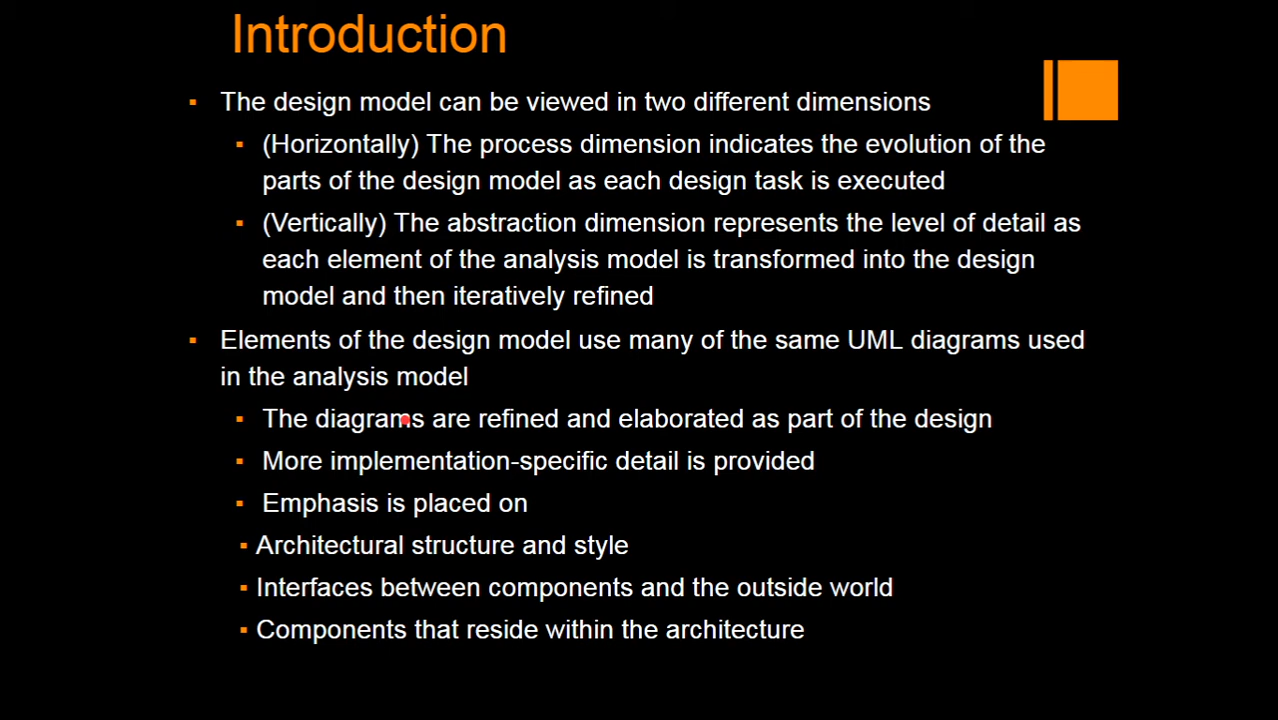 Introduction
▪ The design model can be viewed in two different dimensions
▪ (Horizontally) The process dimension indicates the evolution of the
parts of the design model as each design task is executed
▪ (Vertically) The abstraction dimension represents the level of detail as
each element of the analysis model is transformed into the design
model and then iteratively refined
▪ Elements of the design model use many of the same UML diagrams used
in the analysis model
▪ The diagrams are refined and elaborated as part of the design
▪ More implementation-specific detail is provided
▪ Emphasis is placed on
▪ Architectural structure and style
▪ Interfaces between components and the outside world
▪ Components that reside within the architecture